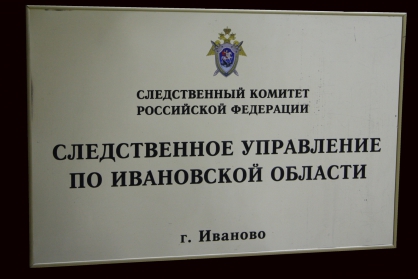 СЛЕДСТВЕННЫЙ КОМИТЕТ
РОССИЙСКОЙ ФЕДЕРАЦИИ
СЛЕДСТВЕННОЕ УПРАВЛЕНИЕ
ПО ИВАНОВСКОЙ ОБЛАСТИ
г. Иваново